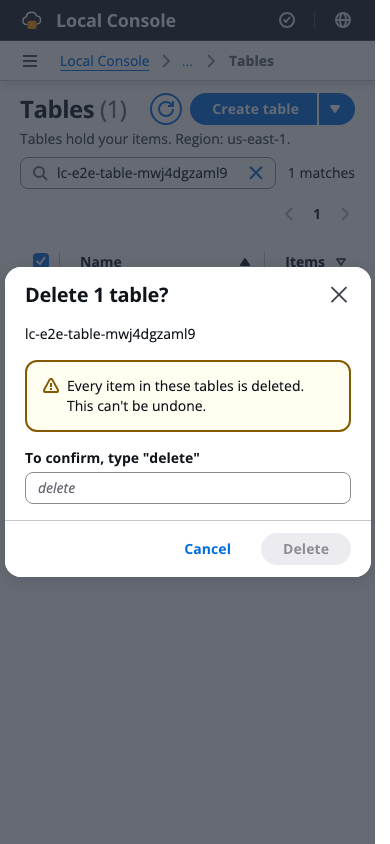 Local Console
Local Console
...
Tables
Tables (1)
Create table
Tables hold your items. Region: us-east-1.
lc-e2e-table-mwj4dgzaml9
1 matches
1
Name
Items
Delete 1 table?
lc-e2e-table-mwj4dgzaml9
Every item in these tables is deleted.
This can't be undone.
To confirm, type "delete"
delete
Cancel
Delete